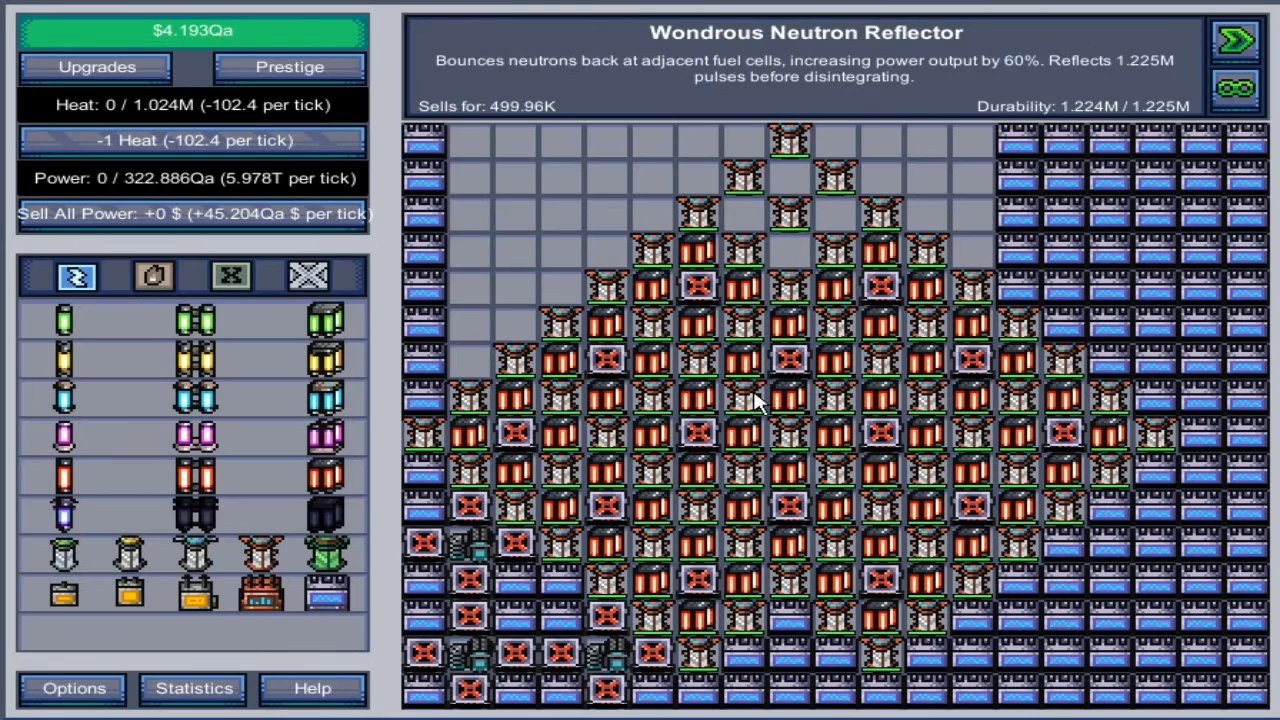 $4.193Qa
Upgrades
Prestige
Heat: 0 / 1.024M (-102.4 per tick)
-1 Heat (-102.4 per tick)
Power: 0 / 322.886Qa (5.978T per tick)
Sell All Power: +0 $ (+45.204Qa $ per tick)
Wondrous Neutron Reflector
Bounces neutrons back at adjacent fuel cells, increasing power output by 60%. Reflects 1.225M
pulses before disintegrating.
Sells for: 499.96K
Durability: 1.224M / 1.225M
Options
Statistics
Help